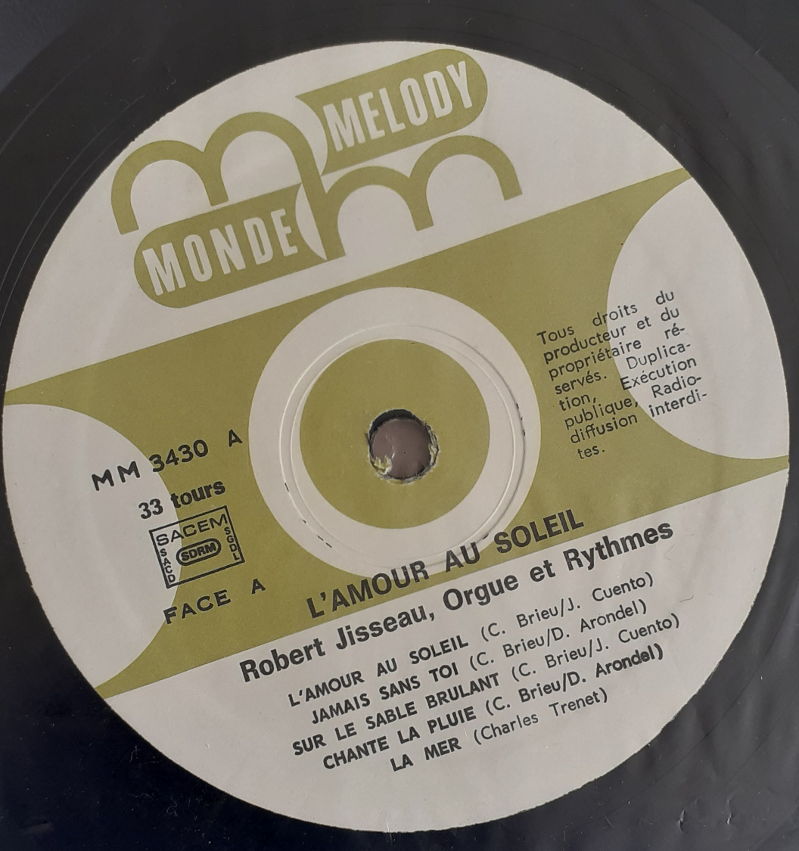 MELODY
MONDE
Tous droits du
producteur et du
propriétaire ré-
servés. Duplica-
tion, Exécution
publique, Radio-
diffusion interdi-
tes.
MM 3430 A
33 tours
SACEM
SACD
SDRM
SGDL
FACE A
L'AMOUR AU SOLEIL
Robert Jisseau, Orgue et Rythmes
L'AMOUR AU SOLEIL (C. Brieu/J. Cuento)
JAMAIS SANS TOI (C. Brieu/D. Arondel)
SUR LE SABLE BRULANT (C. Brieu/J. Cuento)
CHANTE LA PLUIE (C. Brieu/D. Arondel)
LA MER (Charles Trenet)